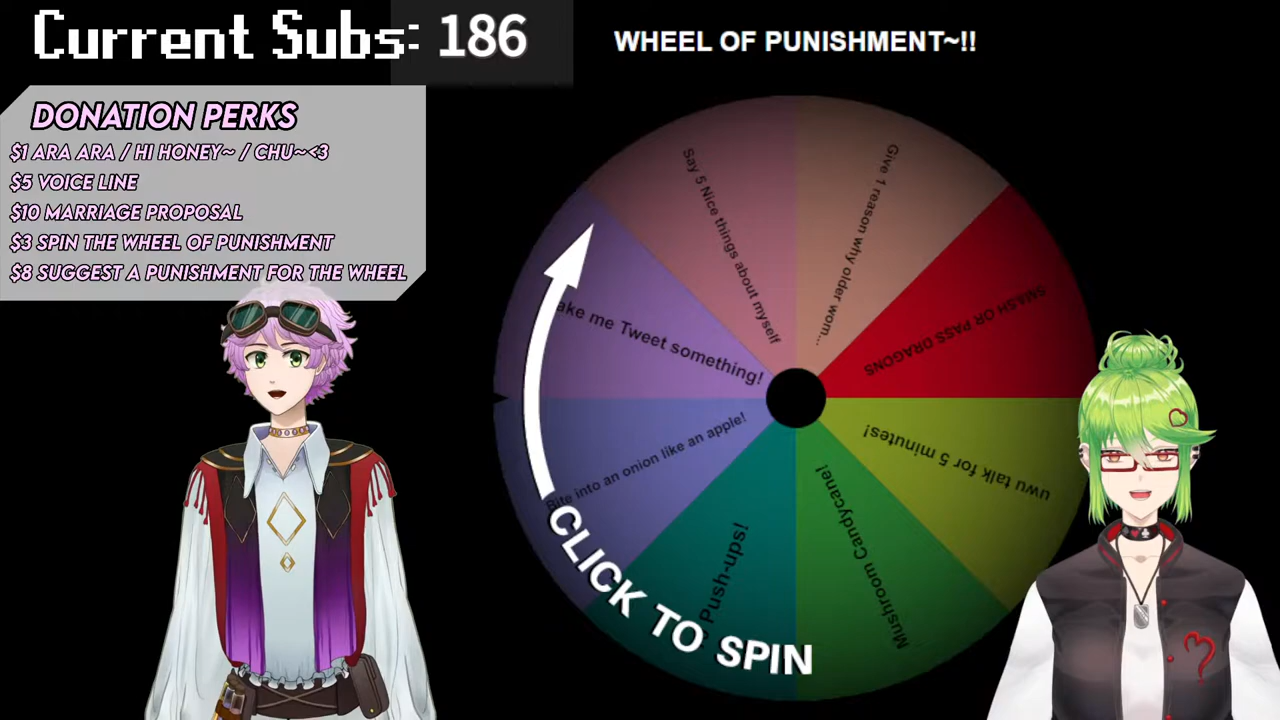 Current Subs: 186
WHEEL OF PUNISHMENT~!!
DONATION PERKS
$1 ARA ARA / HI HONEY~ / CHU~<3
$5 VOICE LINE
$10 MARRIAGE PROPOSAL
$3 SPIN THE WHEEL OF PUNISHMENT
$8 SUGGEST A PUNISHMENT FOR THE WHEEL
Say 5 Nice things about myself
Give 1 reason why older wom...
SMASH OR PASS DRAGONS
uwu talk for 5 minutes!
Mushroom Candycane!
Push-ups!
Bite into an onion like an apple!
ake me Tweet something!
CLICK TO SPIN